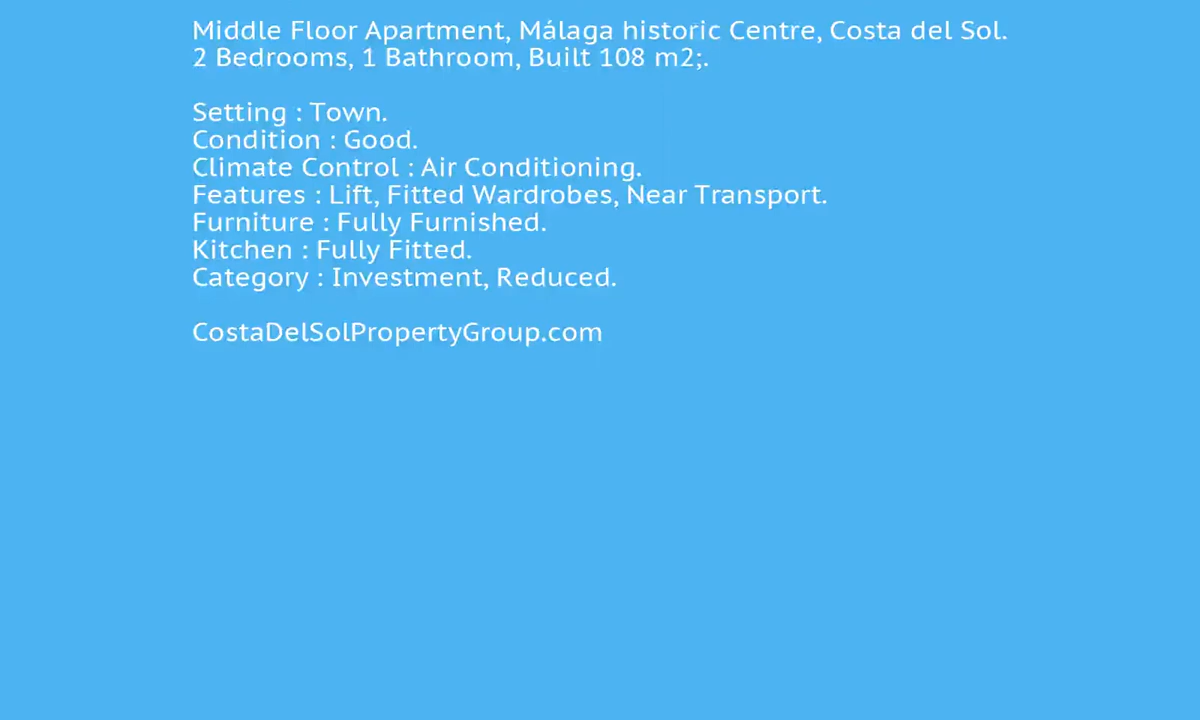 Middle Floor Apartment, Málaga historic Centre, Costa del Sol.
2 Bedrooms, 1 Bathroom, Built 108 m2;.
Setting : Town.
Condition : Good.
Climate Control : Air Conditioning.
Features : Lift, Fitted Wardrobes, Near Transport.
Furniture : Fully Furnished.
Kitchen : Fully Fitted.
Category : Investment, Reduced.
CostaDelSolPropertyGroup.com